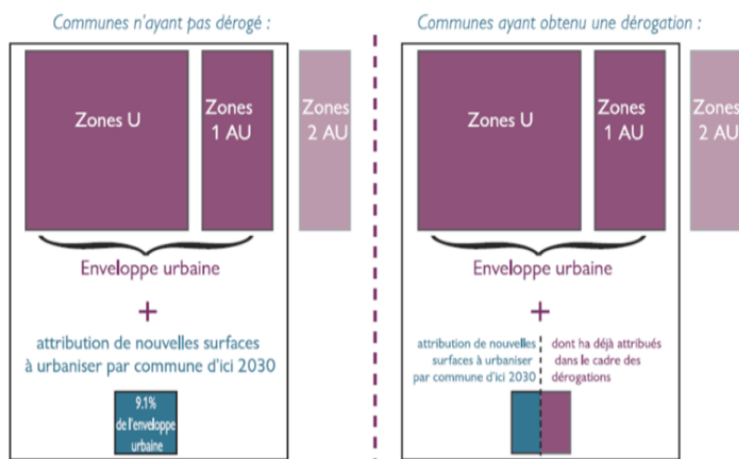 Communes n'ayant pas dérogé :
Zones U
Zones
1 AU
Zones
2 AU
Enveloppe urbaine
+
attribution de nouvelles surfaces
à urbaniser par commune d'ici 2030
9.1%
de l'enveloppe
urbaine
Communes ayant obtenu une dérogation :
Zones U
Zones
1 AU
Zones
2 AU
Enveloppe urbaine
+
attribution de nouvelles
surfaces à urbaniser
par commune d'ici 2030
dont ha déjà attribués
dans le cadre des
dérogations